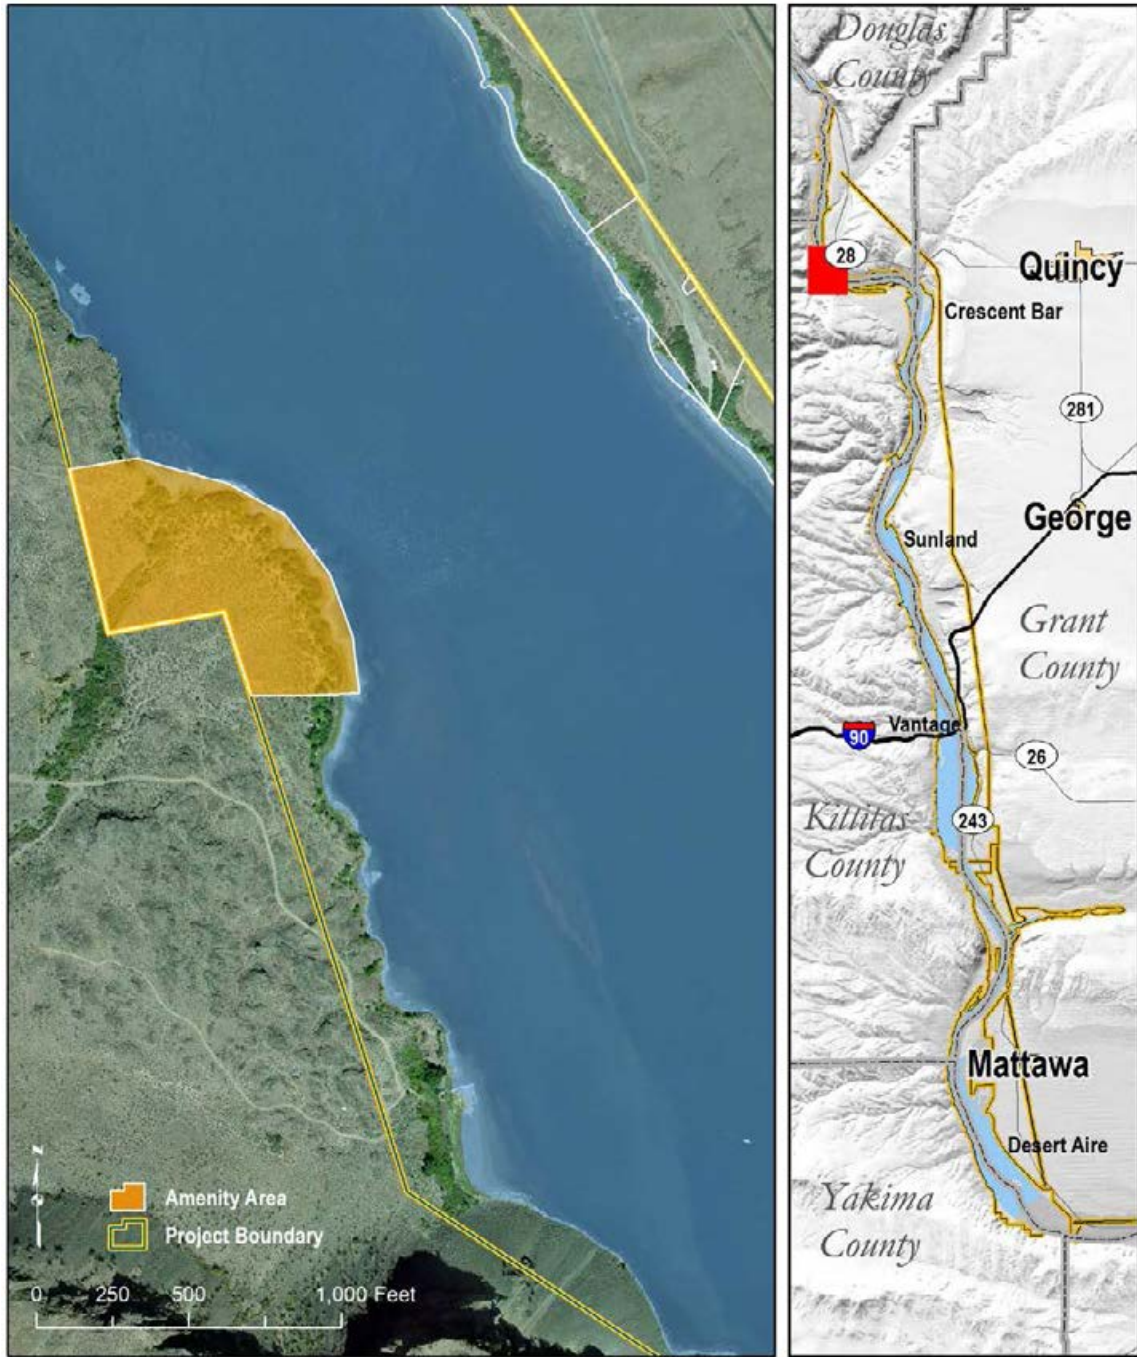 N
Amenity Area
Project Boundary
0 250 500 1,000 Feet
Douglas
County
28
Quincy
Crescent Bar
281
George
Sunland
Grant
County
Vantage
90
26
Kittitas
County
243
Mattawa
Desert Aire
Yakima
County